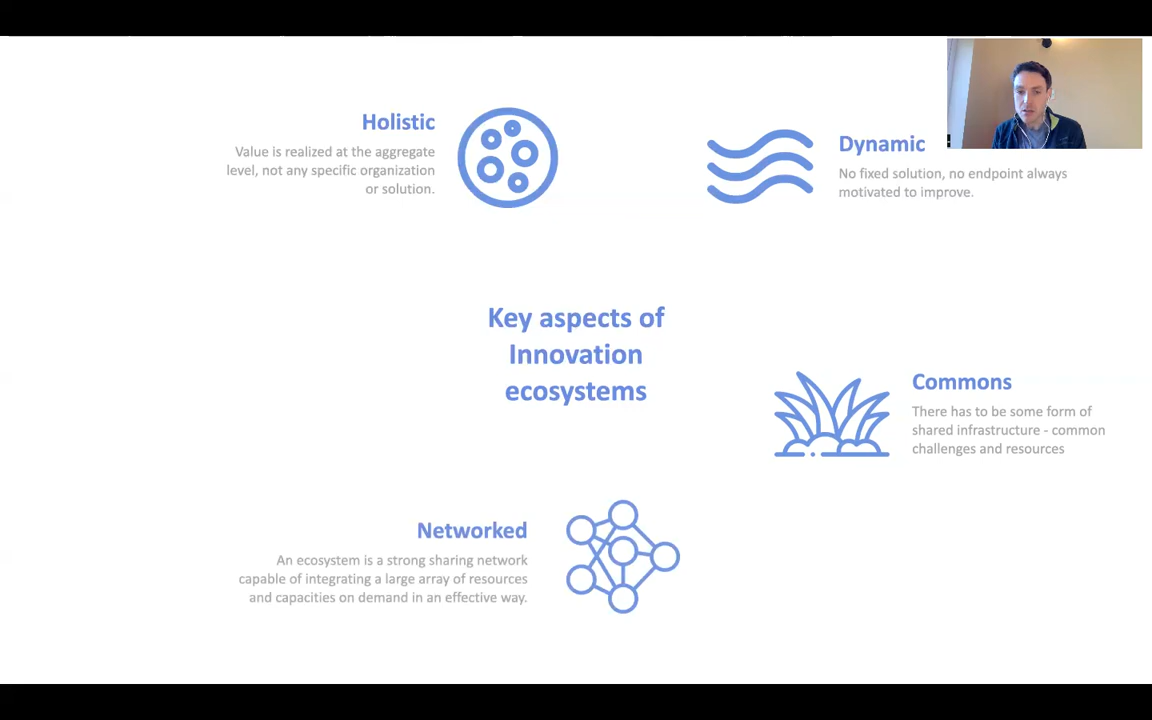 Holistic
Value is realized at the aggregate
level, not any specific organization
or solution.
Dynamic
No fixed solution, no endpoint always
motivated to improve.
Key aspects of
Innovation
ecosystems
Commons
There has to be some form of
shared infrastructure - common
challenges and resources
Networked
An ecosystem is a strong sharing network
capable of integrating a large array of resources
and capacities on demand in an effective way.